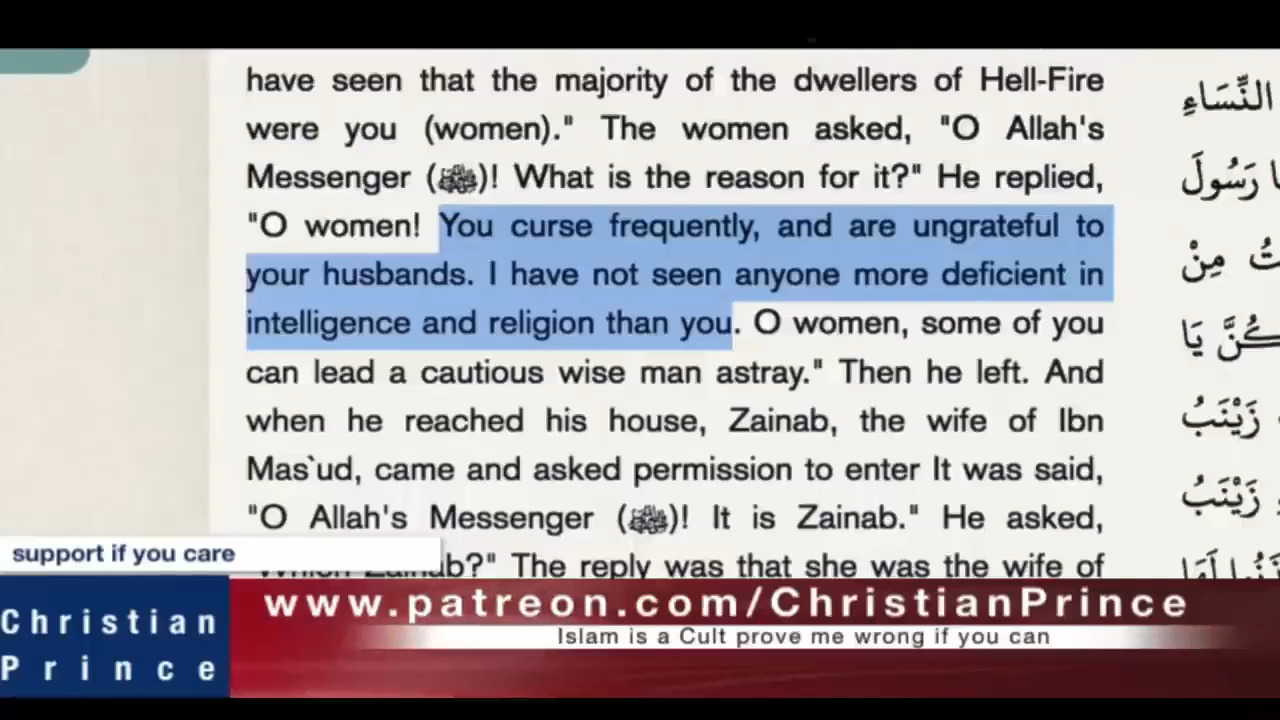 have seen that the majority of the dwellers of Hell-Fire
were you (women)." The women asked, "O Allah's
Messenger (ﷺ)! What is the reason for it?" He replied,
"O women! You curse frequently, and are ungrateful to
your husbands. I have not seen anyone more deficient in
intelligence and religion than you. O women, some of you
can lead a cautious wise man astray." Then he left. And
when he reached his house, Zainab, the wife of Ibn
Mas`ud, came and asked permission to enter It was said,
"O Allah's Messenger (ﷺ)! It is Zainab." He asked,
"Which Zainab?" The reply was that she was the wife of
النِّسَاءِ
رَسُولَ
مِنْ
يَا
زَيْنَبُ
زَيْنَبُ
support if you care
Christian
Prince
www.patreon.com/ChristianPrince
Islam is a Cult prove me wrong if you can